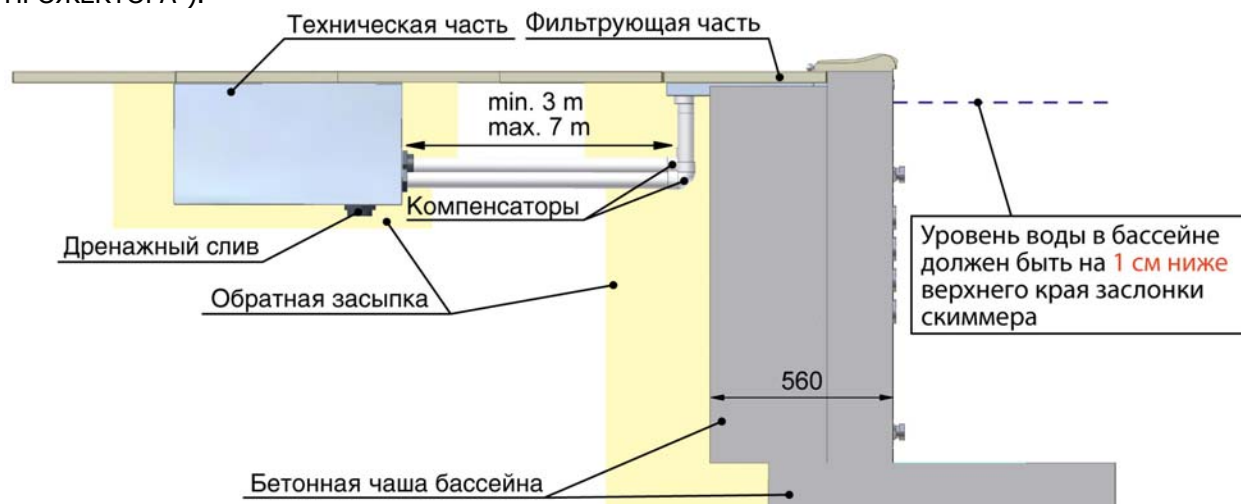 ПРОЖЕКТОРА").
Техническая часть
Фильтрующая часть
min. 3 m
max. 7 m
Компенсаторы
Дренажный слив
Обратная засыпка
Уровень воды в бассейне
должен быть на 1 см ниже
верхнего края заслонки
скиммера
560
Бетонная чаша бассейна